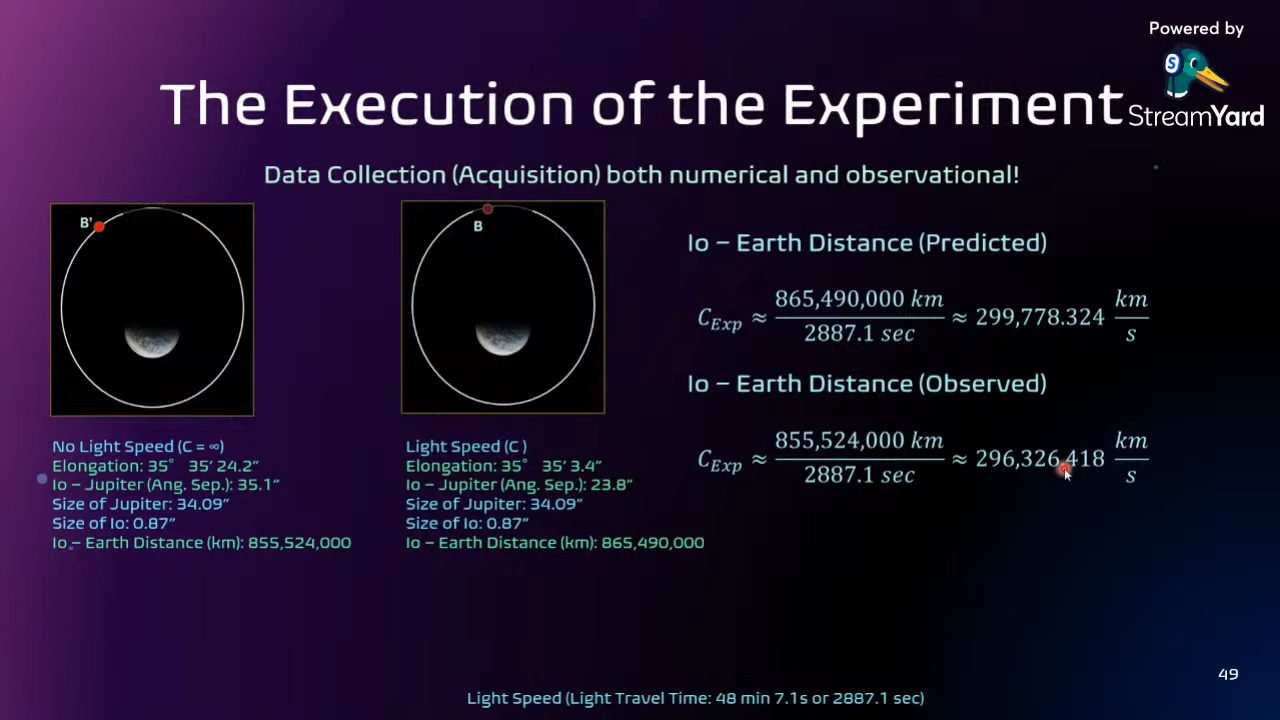 Powered by
StreamYard
The Execution of the Experiment
Data Collection (Acquisition) both numerical and observational!
B'
B
No Light Speed (C = ∞)
Elongation: 35° 35′ 24.2”
Io – Jupiter (Ang. Sep.): 35.1”
Size of Jupiter: 34.09”
Size of Io: 0.87”
Io – Earth Distance (km): 855,524,000
Light Speed (C )
Elongation: 35° 35′ 3.4”
Io – Jupiter (Ang. Sep.): 23.8”
Size of Jupiter: 34.09”
Size of Io: 0.87”
Io – Earth Distance (km): 865,490,000
Io – Earth Distance (Predicted)
C_Exp ≈ 865,490,000 km / 2887.1 sec ≈ 299,778.324 km / s
Io – Earth Distance (Observed)
C_Exp ≈ 855,524,000 km / 2887.1 sec ≈ 296,326.418 km / s
49
Light Speed (Light Travel Time: 48 min 7.1s or 2887.1 sec)